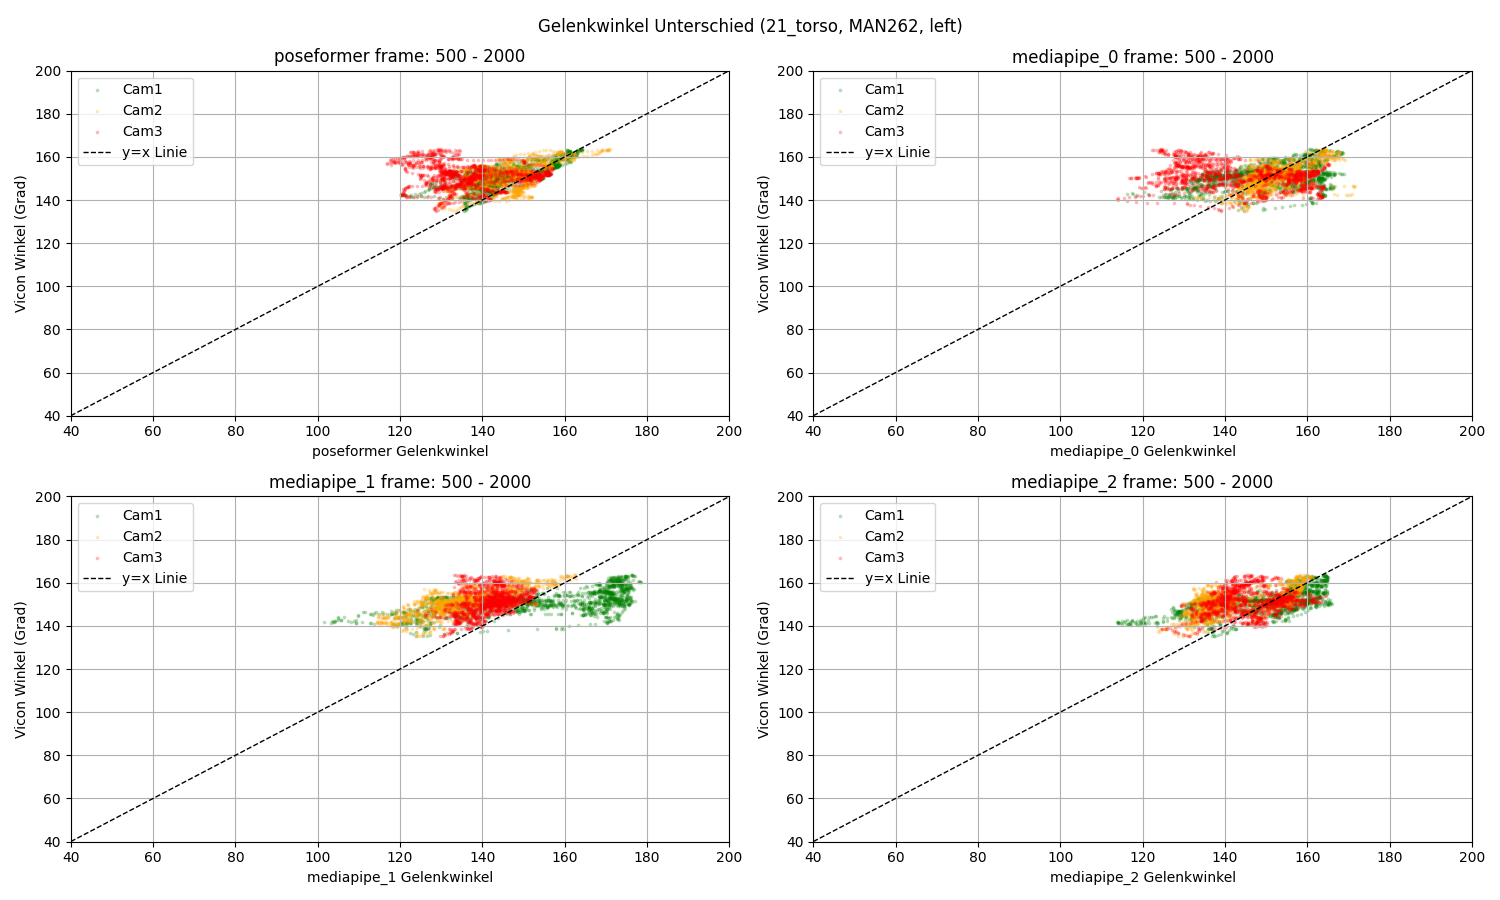 Gelenkwinkel Unterschied (21_torso, MAN262, left)
poseformer frame: 500 - 2000
200
180
160
140
120
100
80
60
40
Vicon Winkel (Grad)
Cam1
Cam2
Cam3
y=x Linie
40 60 80 100 120 140 160 180 200
poseformer Gelenkwinkel
mediapipe_0 frame: 500 - 2000
200
180
160
140
120
100
80
60
40
Vicon Winkel (Grad)
Cam1
Cam2
Cam3
y=x Linie
40 60 80 100 120 140 160 180 200
mediapipe_0 Gelenkwinkel
mediapipe_1 frame: 500 - 2000
200
180
160
140
120
100
80
60
40
Vicon Winkel (Grad)
Cam1
Cam2
Cam3
y=x Linie
40 60 80 100 120 140 160 180 200
mediapipe_1 Gelenkwinkel
mediapipe_2 frame: 500 - 2000
200
180
160
140
120
100
80
60
40
Vicon Winkel (Grad)
Cam1
Cam2
Cam3
y=x Linie
40 60 80 100 120 140 160 180 200
mediapipe_2 Gelenkwinkel